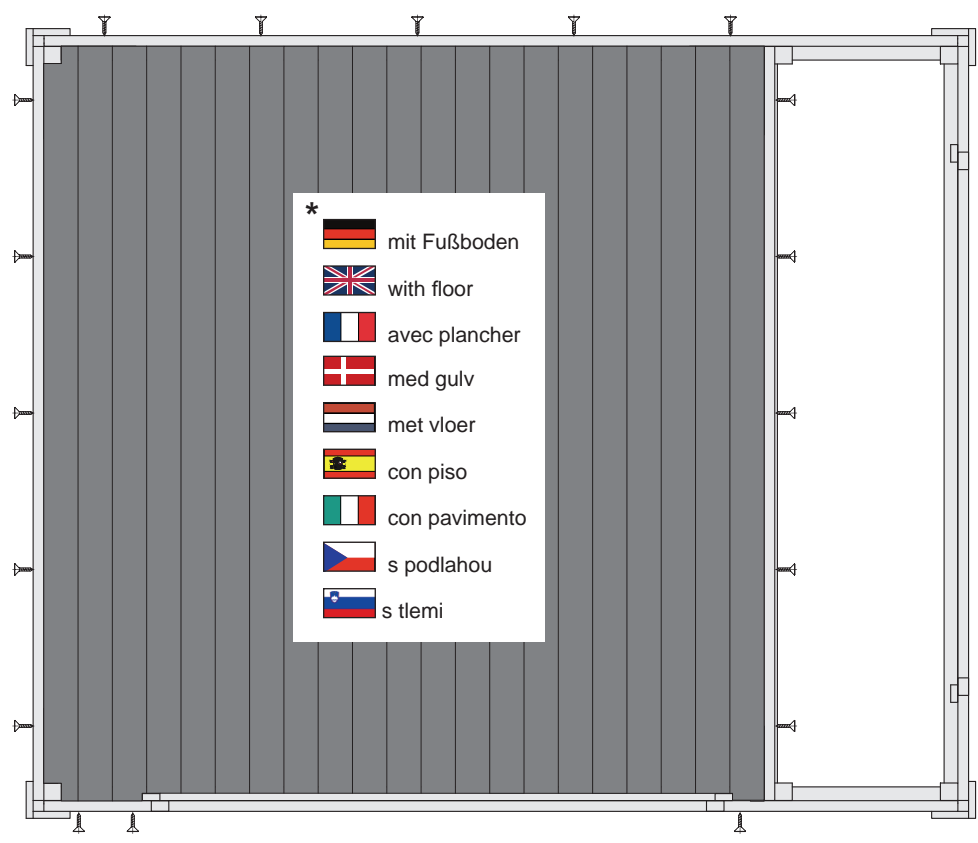 *
mit Fußboden
with floor
avec plancher
med gulv
met vloer
con piso
con pavimento
s podlahou
s tlemi